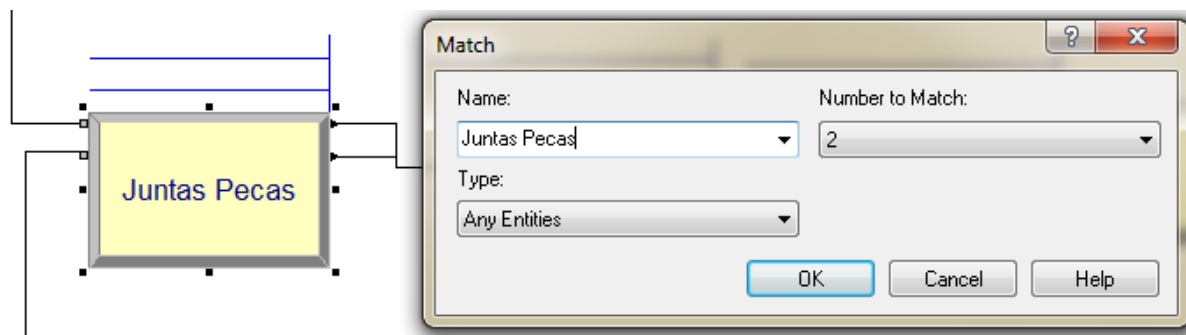 Juntas Pecas
Match
?
X
Name:
Number to Match:
Juntas Pecas
2
Type:
Any Entities
OK
Cancel
Help